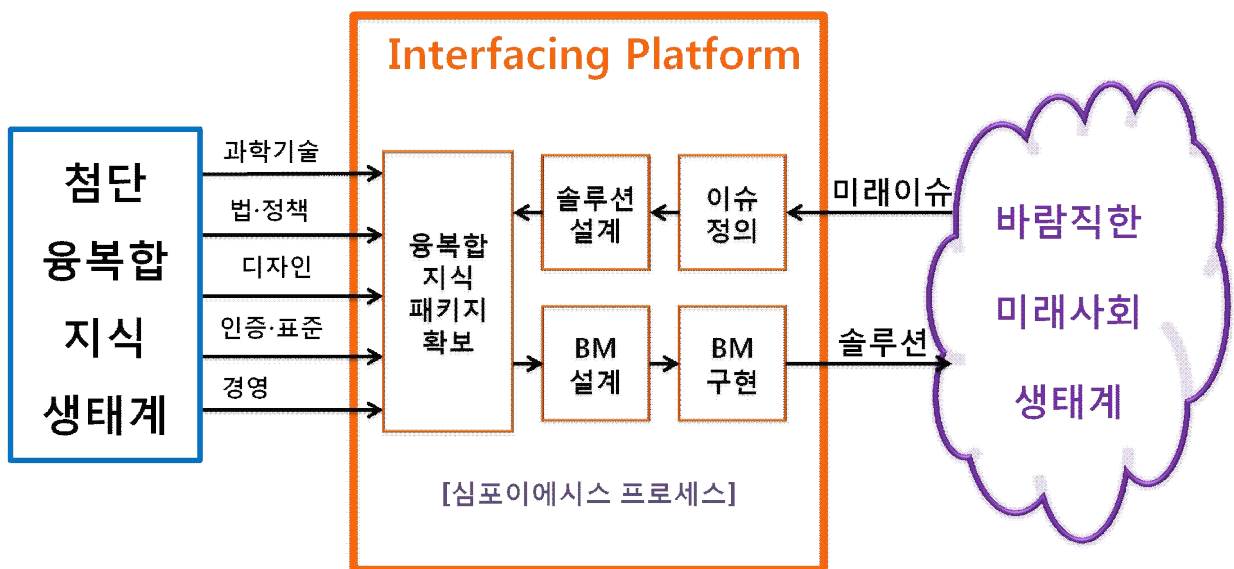 Interfacing Platform
첨단
융복합
지식
생태계
과학기술
법·정책
디자인
인증·표준
경영
융복합
지식
패키지
확보
솔루션
설계
이슈
정의
BM
설계
BM
구현
[심포이에시스 프로세스]
미래이슈
솔루션
바람직한
미래사회
생태계